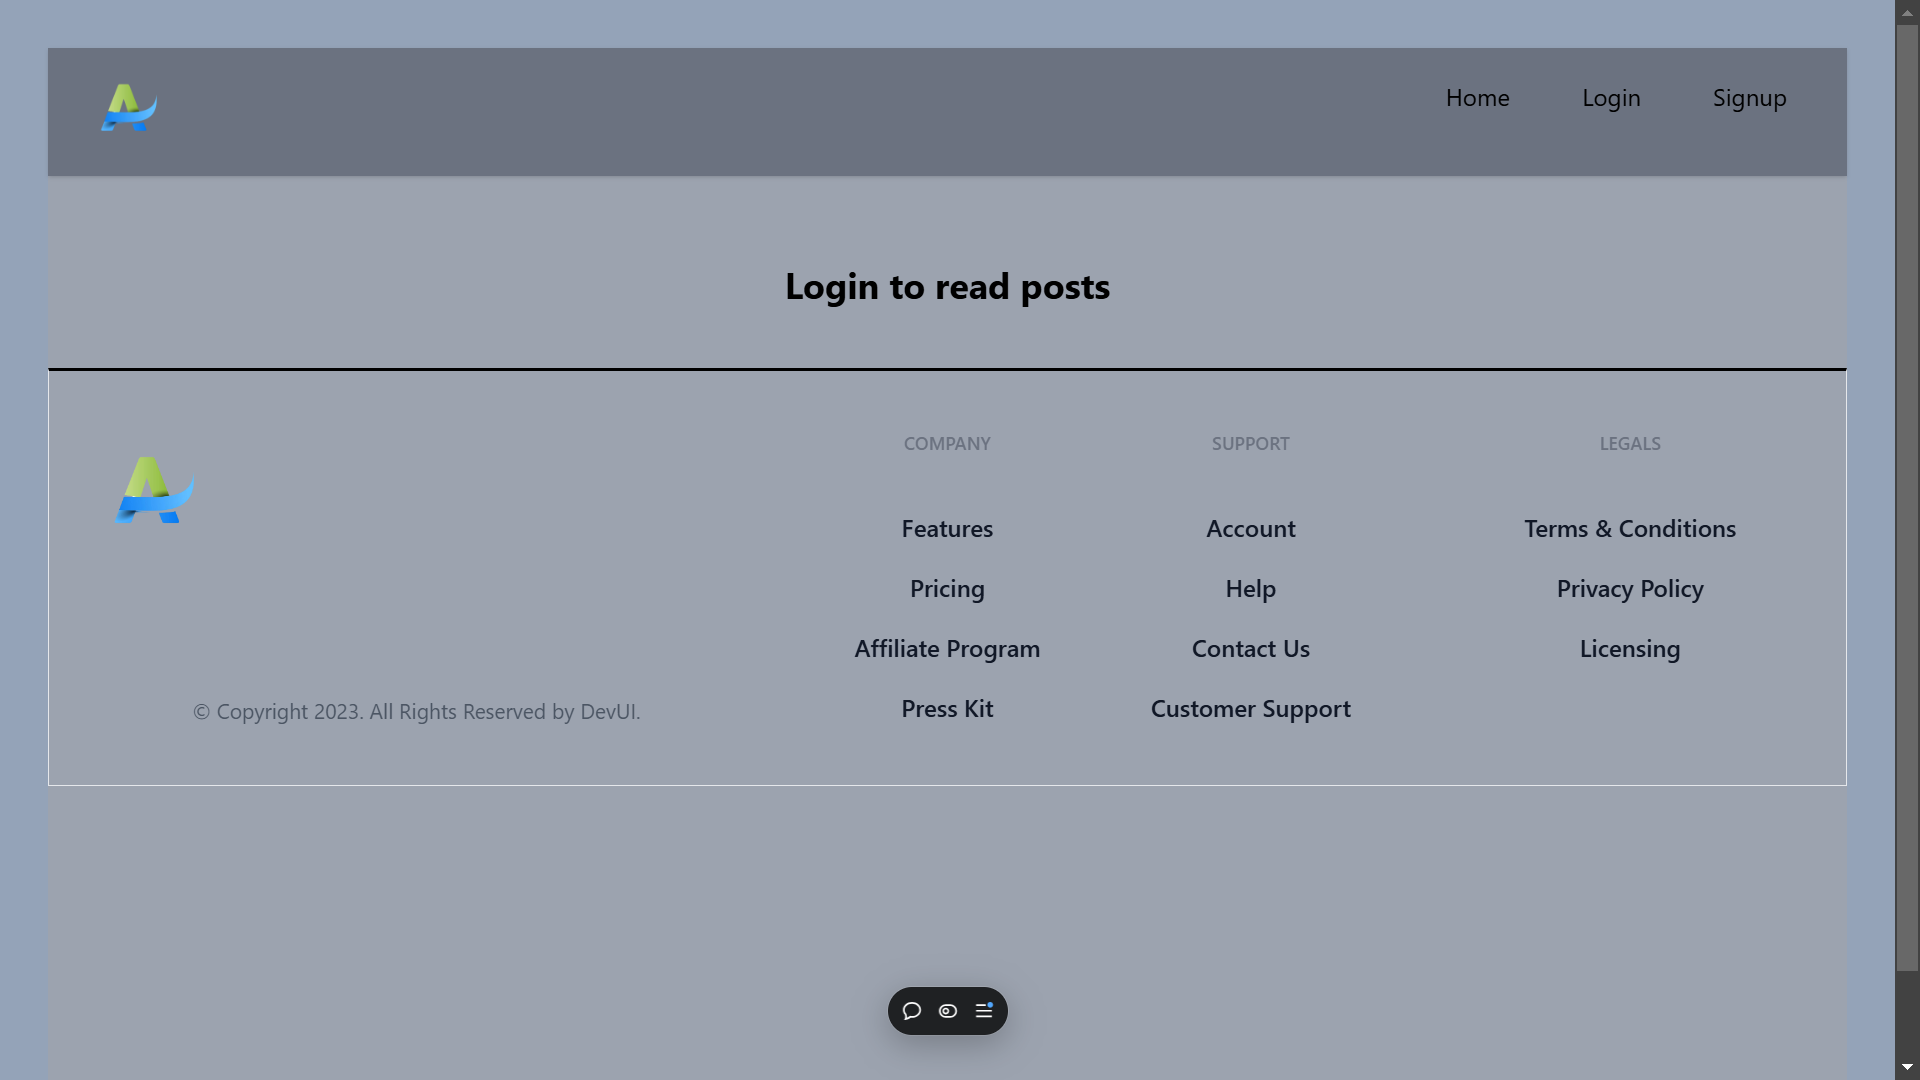 Home Login Signup
Login to read posts
COMPANY
Features
Pricing
Affiliate Program
Press Kit
SUPPORT
Account
Help
Contact Us
Customer Support
LEGALS
Terms & Conditions
Privacy Policy
Licensing
© Copyright 2023. All Rights Reserved by DevUI.